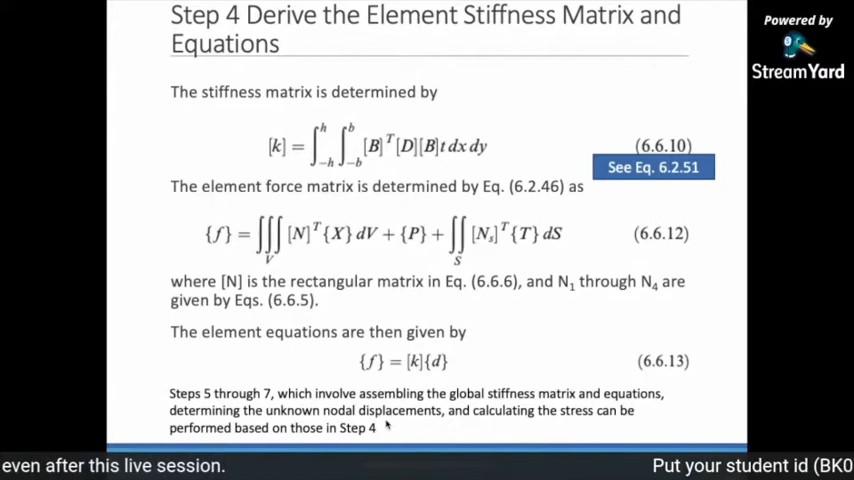 Step 4 Derive the Element Stiffness Matrix and
Equations
Powered by
StreamYard
The stiffness matrix is determined by
[k] = ∫_{-h}^{h} ∫_{-b}^{b} [B]^T [D][B] t dx dy (6.6.10)
See Eq. 6.2.51
The element force matrix is determined by Eq. (6.2.46) as
{f} = ∭_V [N]^T {X} dV + {P} + ∬_S [N_s]^T {T} dS (6.6.12)
where [N] is the rectangular matrix in Eq. (6.6.6), and N₁ through N₄ are
given by Eqs. (6.6.5).
The element equations are then given by
{f} = [k]{d} (6.6.13)
Steps 5 through 7, which involve assembling the global stiffness matrix and equations,
determining the unknown nodal displacements, and calculating the stress can be
performed based on those in Step 4
even after this live session. Put your student id (BK0